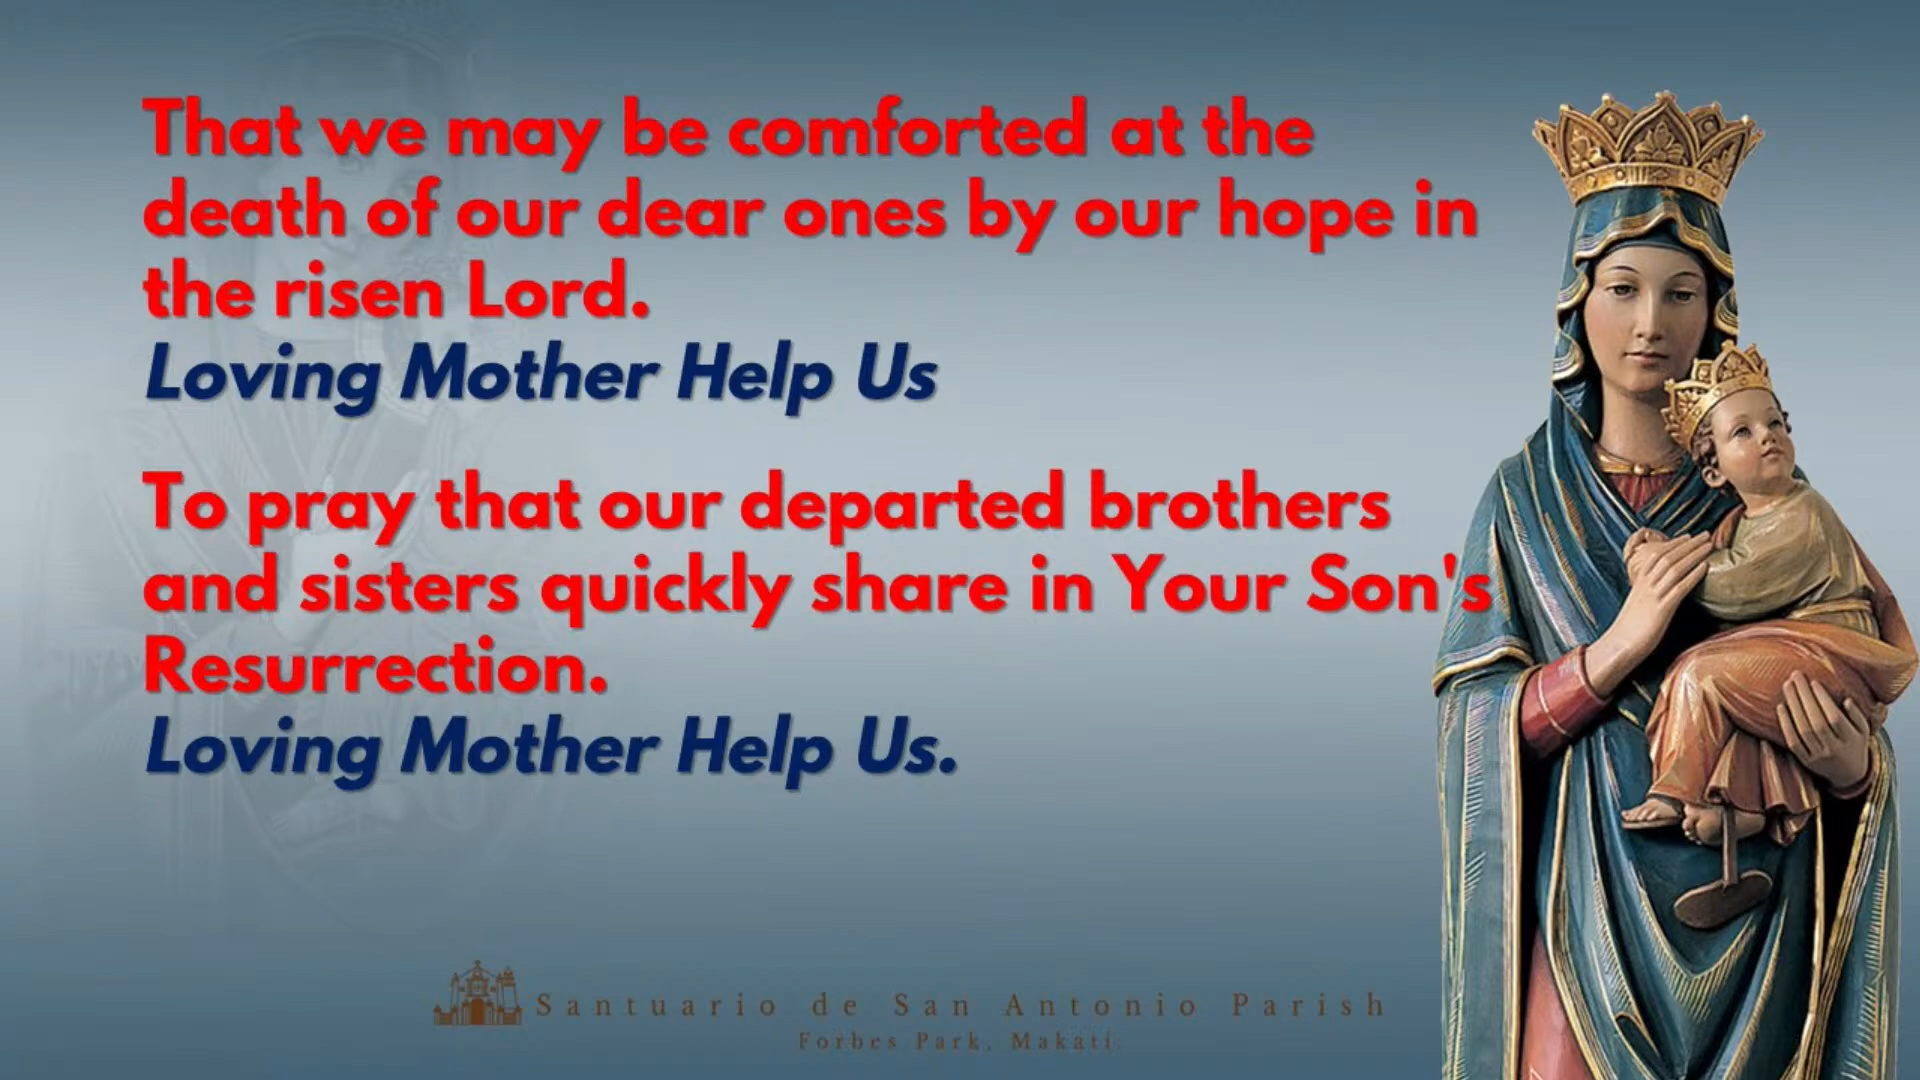 That we may be comforted at the
death of our dear ones by our hope in
the risen Lord.
Loving Mother Help Us
To pray that our departed brothers
and sisters quickly share in Your Son's
Resurrection.
Loving Mother Help Us.
Santuario de San Antonio Parish
Forbes Park, Makati.